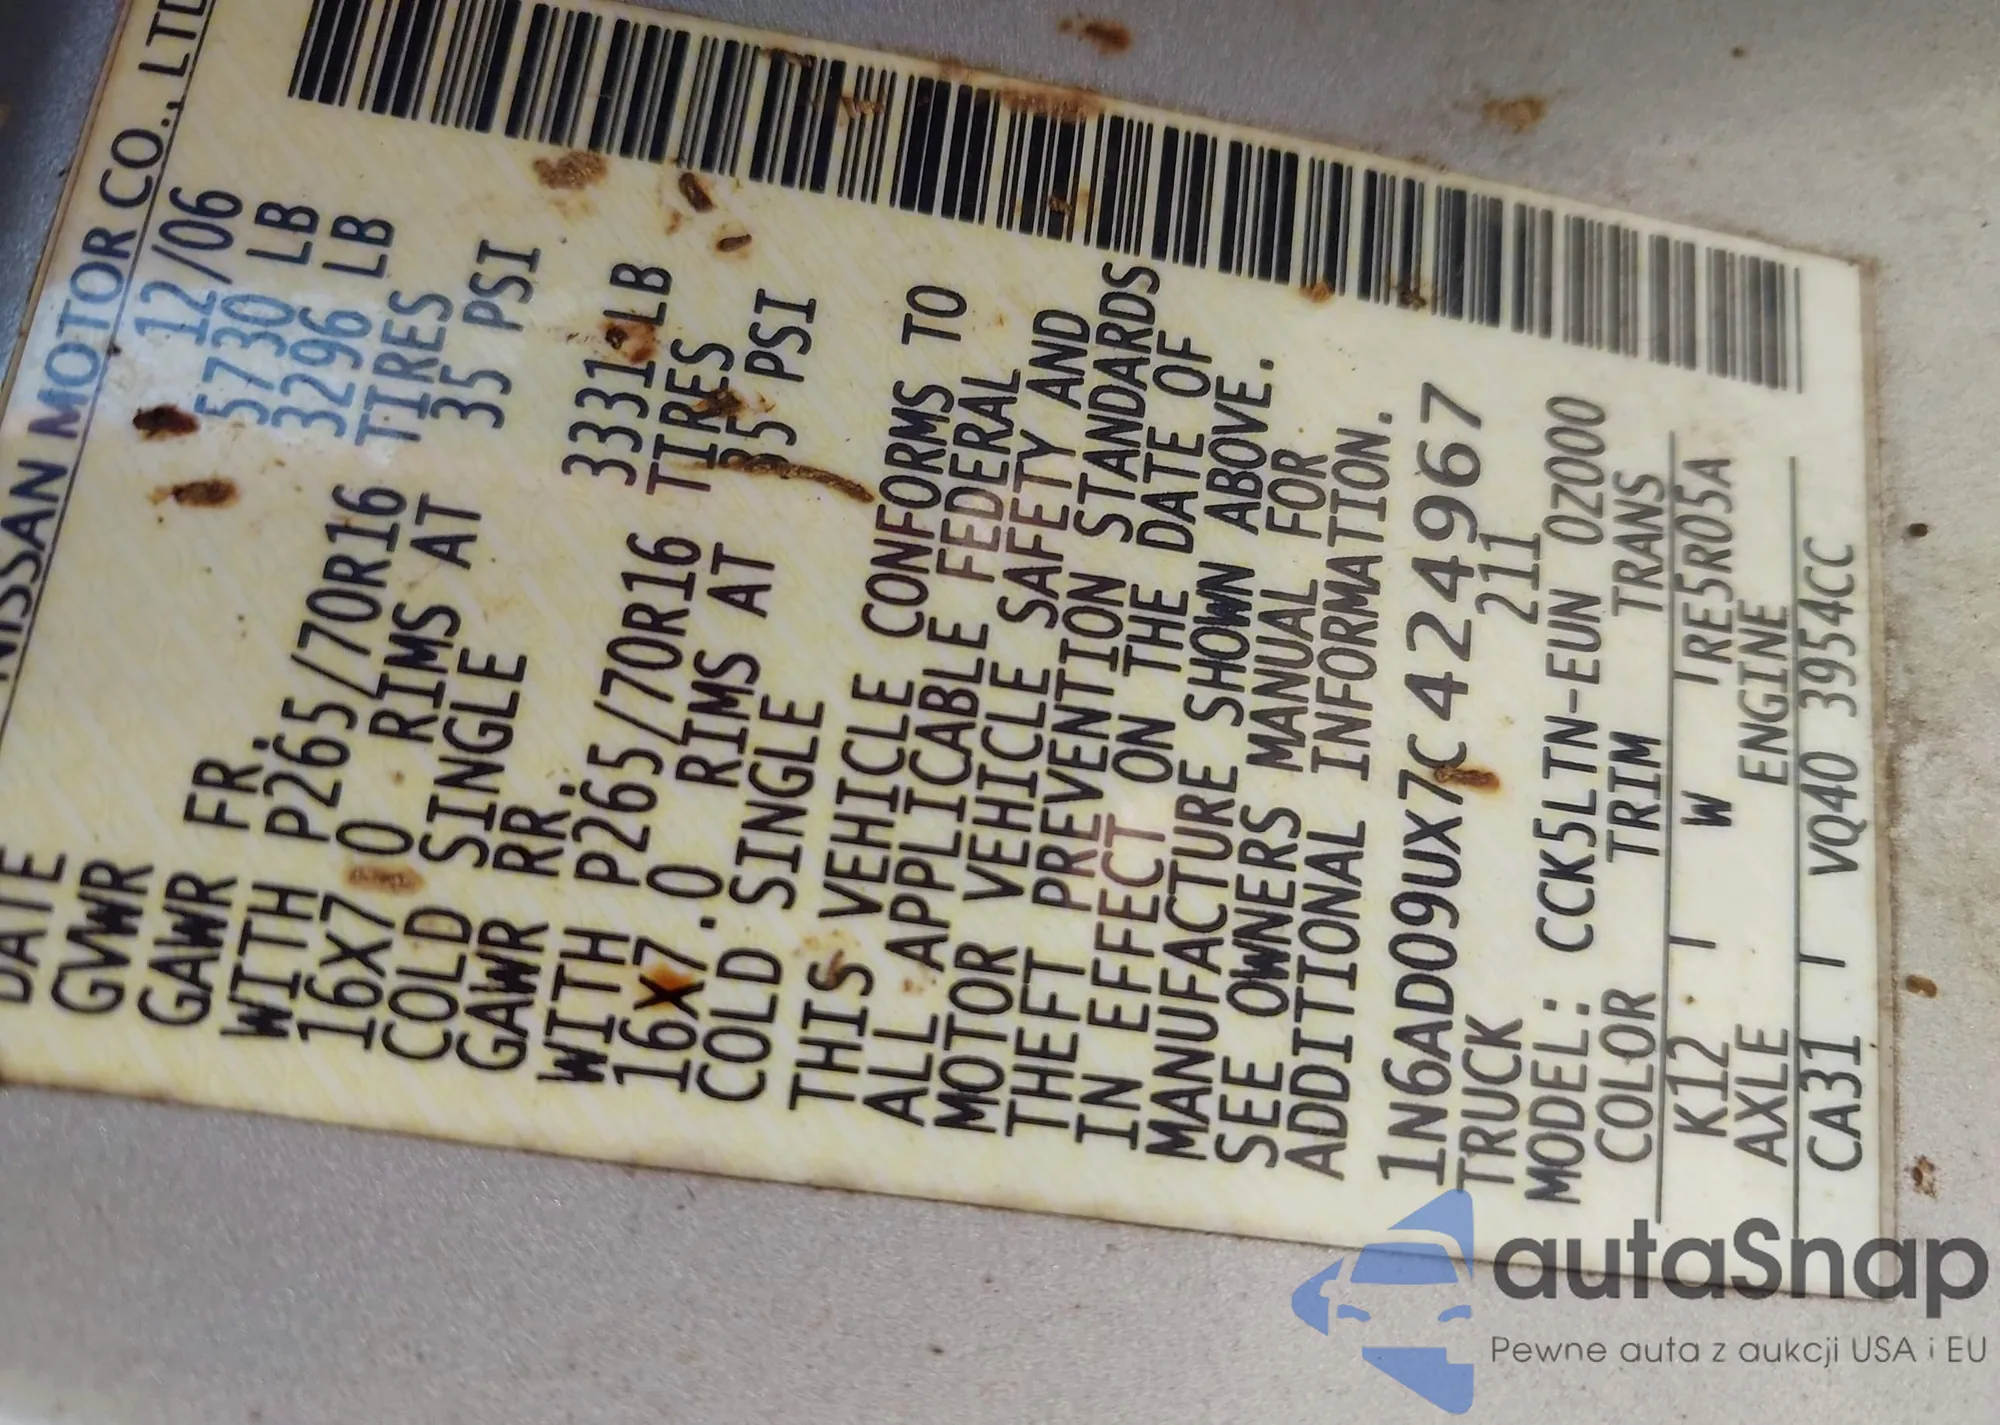 NISSAN MOTOR CO., LTD
DATE 12/06
GVWR 5730 LB
GAWR FR. 3296 LB
WITH P265/70R16 TIRES
16X7 0 RIMS AT 35 PSI
COLD SINGLE
GAWR RR. 3331 LB
WITH P265/70R16 TIRES
16X7.0 RIMS AT 35 PSI
COLD SINGLE
THIS VEHICLE CONFORMS TO
ALL APPLICABLE FEDERAL
MOTOR VEHICLE SAFETY AND
THEFT PREVENTION STANDARDS
IN EFFECT ON THE DATE OF
MANUFACTURE SHOWN ABOVE.
SEE OWNERS MANUAL FOR
ADDITIONAL INFORMATION.
1N6AD09UX7C424967
TRUCK 211
MODEL: CCK5LTN-EUN 0Z000
COLOR TRIM TRANS
K12 W RE5R05A
AXLE ENGINE
CA31 VQ40 3954CC
autaSnap
Pewne auta z aukcji USA i EU